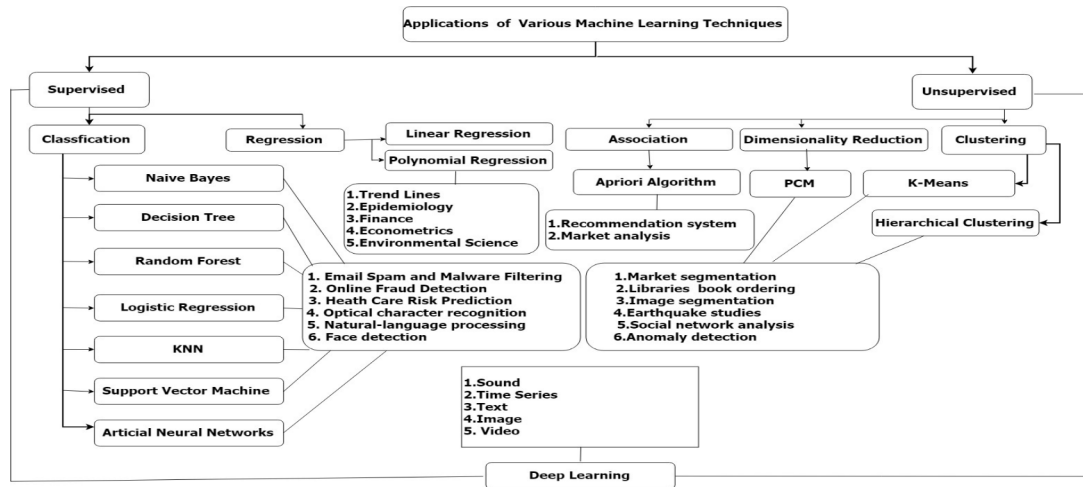 Applications of Various Machine Learning Techniques
Supervised
Unsupervised
Classfication
Regression
Linear Regression
Polynomial Regression
Association
Dimensionality Reduction
Clustering
Naive Bayes
Decision Tree
Random Forest
Logistic Regression
KNN
Support Vector Machine
Articial Neural Networks
1.Trend Lines
2.Epidemiology
3.Finance
4.Econometrics
5.Environmental Science
Apriori Algorithm
PCM
K-Means
Hierarchical Clustering
1.Recommendation system
2.Market analysis
1. Email Spam and Malware Filtering
2. Online Fraud Detection
3. Heath Care Risk Prediction
4. Optical character recognition
5. Natural-language processing
6. Face detection
1.Market segmentation
2.Libraries book ordering
3.Image segmentation
4.Earthquake studies
5.Social network analysis
6.Anomaly detection
1.Sound
2.Time Series
3.Text
4.Image
5. Video
Deep Learning